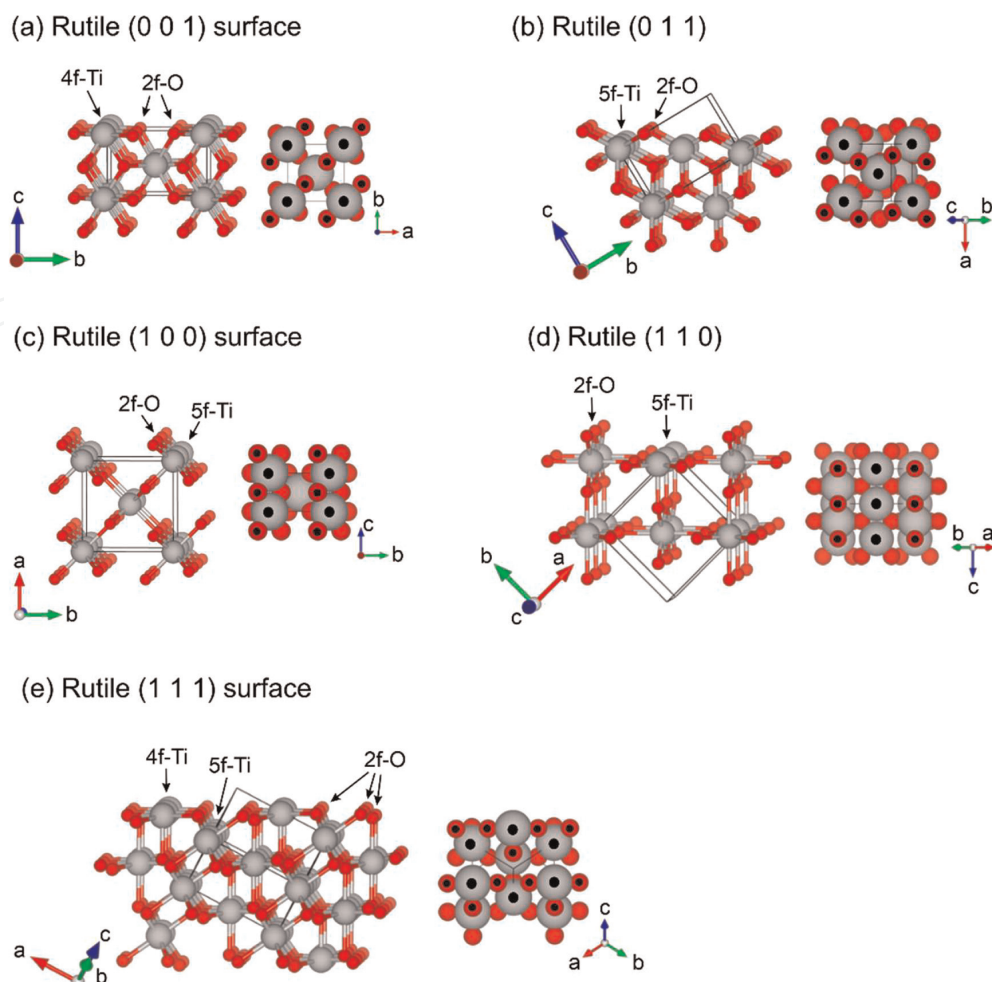 (a) Rutile (0 0 1) surface
4f-Ti 2f-O
c
b
b
a
(b) Rutile (0 1 1)
5f-Ti 2f-O
c
b
c b
a
(c) Rutile (1 0 0) surface
2f-O 5f-Ti
a
b
c
b
(d) Rutile (1 1 0)
2f-O
5f-Ti
b a
c
b a
c
(e) Rutile (1 1 1) surface
4f-Ti
5f-Ti
2f-O
a
c
b
c
a b